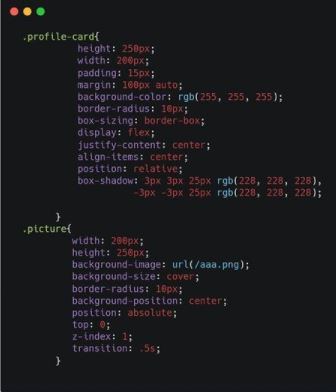 .profile-card{
height: 250px;
width: 200px;
padding: 15px;
margin: 100px auto;
background-color: rgb(255, 255, 255);
border-radius: 10px;
box-sizing: border-box;
display: flex;
justify-content: center;
align-items: center;
position: relative;
box-shadow: 3px 3px 25px rgb(228, 228, 228),
-3px -3px 25px rgb(228, 228, 228);
}
.picture{
width: 200px;
height: 250px;
background-image: url(/aaa.png);
background-size: cover;
border-radius: 10px;
background-position: center;
position: absolute;
top: 0;
z-index: 1;
transition: .5s;
}